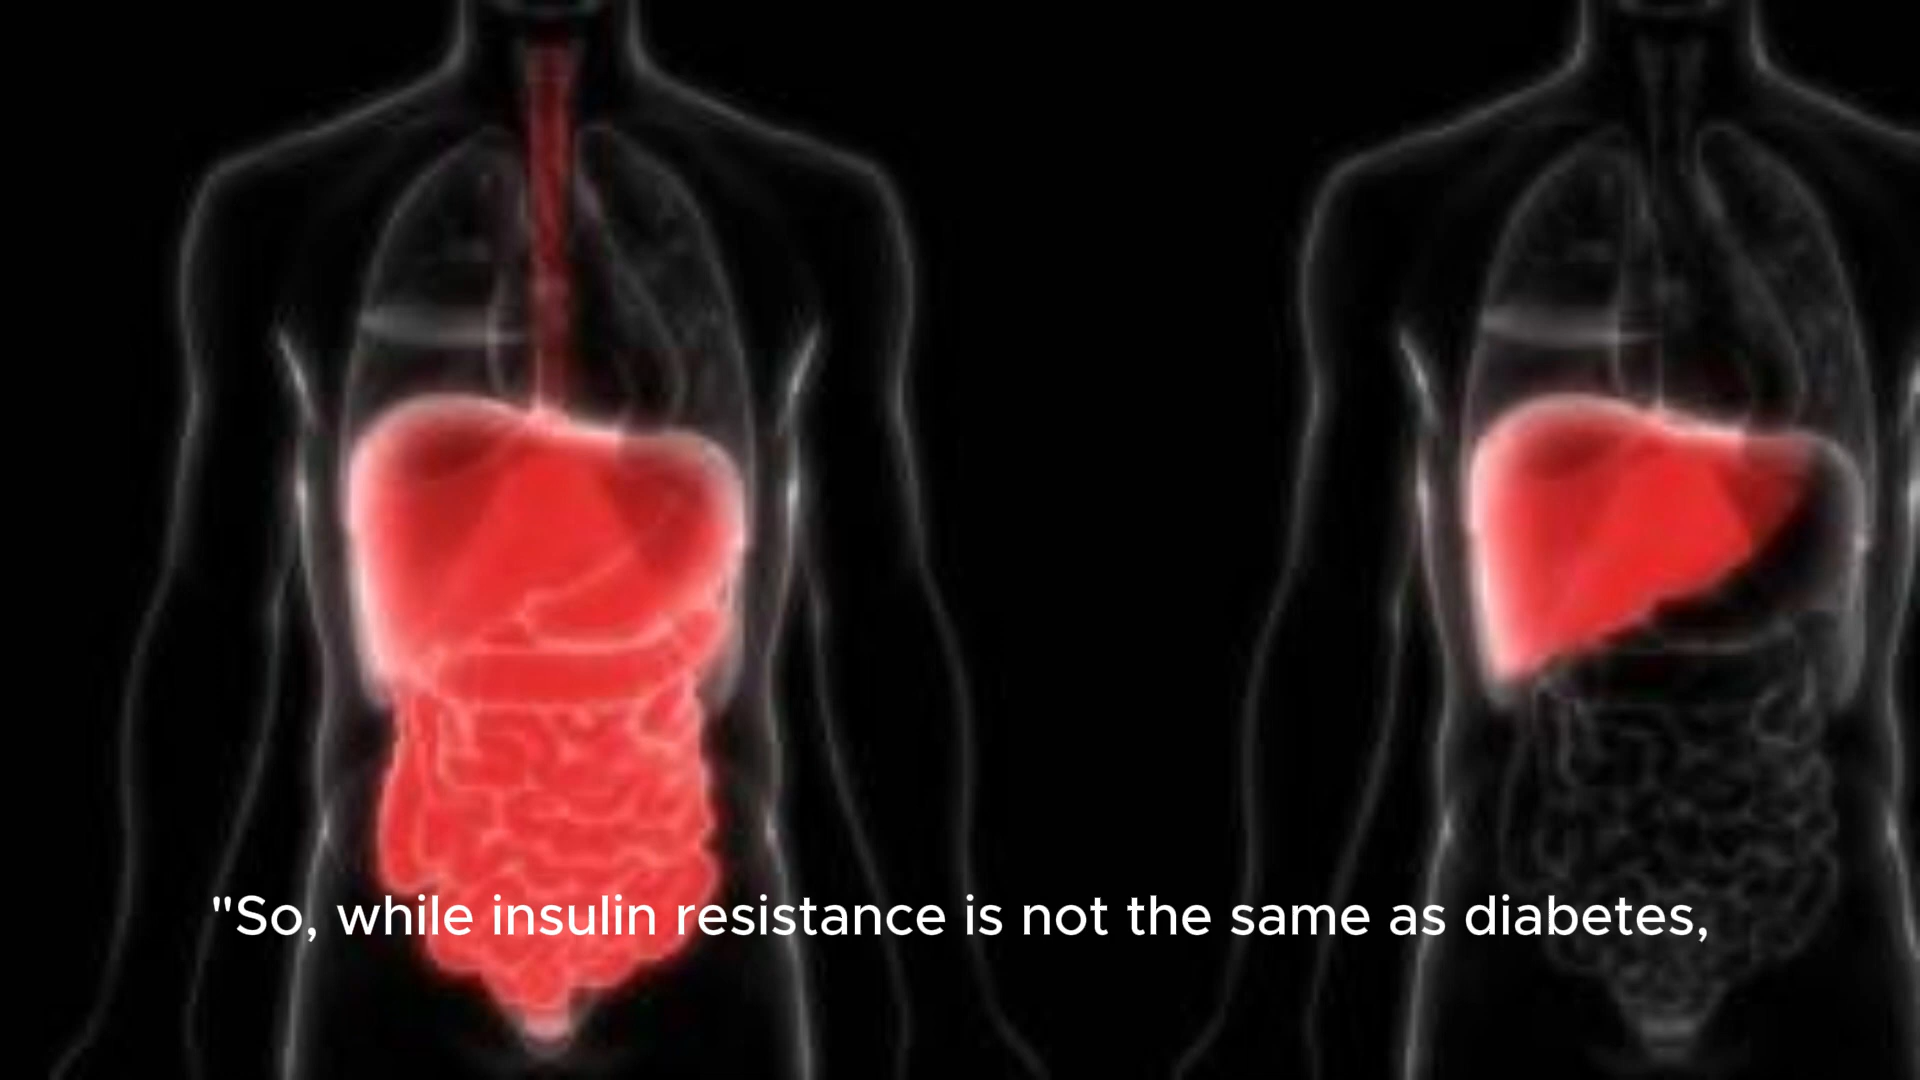 "So, while insulin resistance is not the same as diabetes,